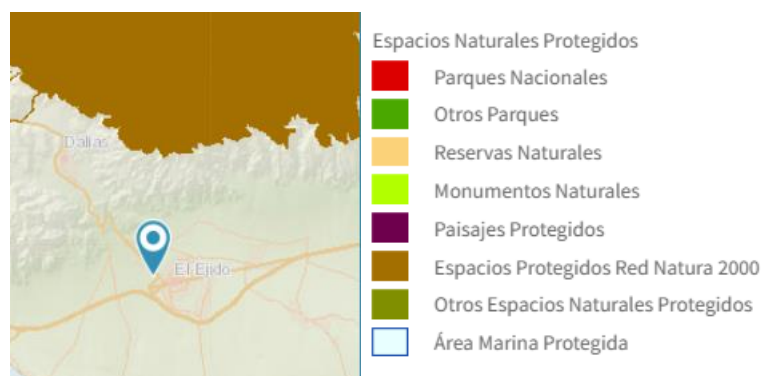 Dalías
El Ejido
Espacios Naturales Protegidos
Parques Nacionales
Otros Parques
Reservas Naturales
Monumentos Naturales
Paisajes Protegidos
Espacios Protegidos Red Natura 2000
Otros Espacios Naturales Protegidos
Área Marina Protegida